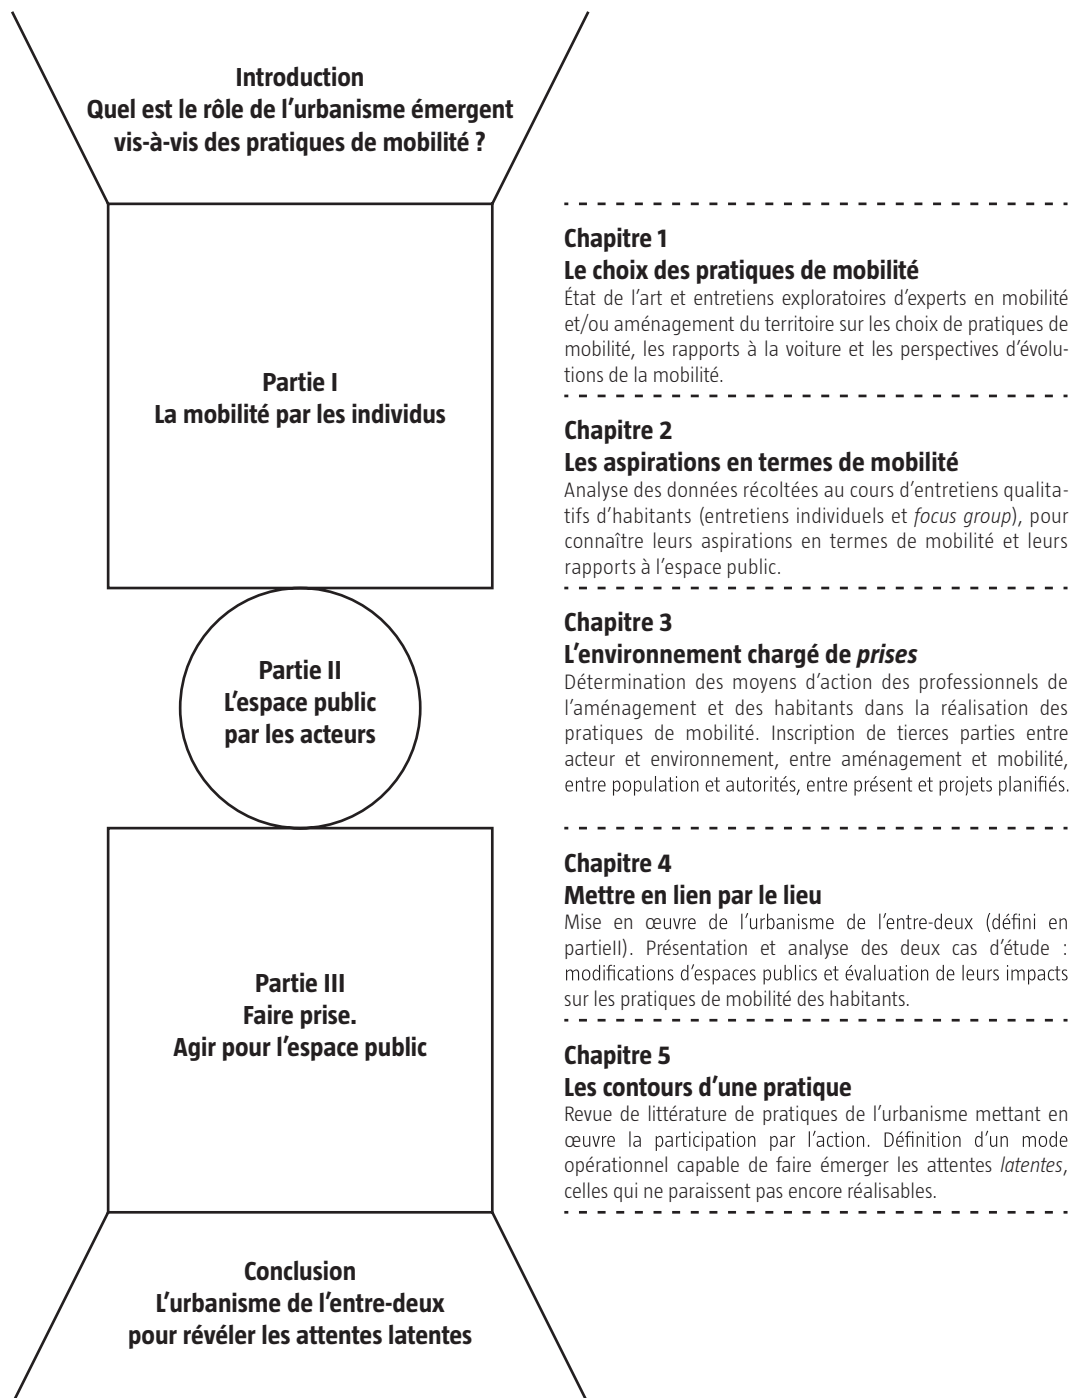 Introduction
Quel est le rôle de l’urbanisme émergent
vis-à-vis des pratiques de mobilité ?
Partie I
La mobilité par les individus
Chapitre 1
Le choix des pratiques de mobilité
État de l’art et entretiens exploratoires d’experts en mobilité
et/ou aménagement du territoire sur les choix de pratiques de
mobilité, les rapports à la voiture et les perspectives d’évolu-
tions de la mobilité.
Chapitre 2
Les aspirations en termes de mobilité
Analyse des données récoltées au cours d’entretiens qualita-
tifs d’habitants (entretiens individuels et focus group), pour
connaître leurs aspirations en termes de mobilité et leurs
rapports à l’espace public.
Partie II
L’espace public
par les acteurs
Chapitre 3
L’environnement chargé de prises
Détermination des moyens d’action des professionnels de
l’aménagement et des habitants dans la réalisation des
pratiques de mobilité. Inscription de tierces parties entre
acteur et environnement, entre aménagement et mobilité,
entre population et autorités, entre présent et projets planifiés.
Partie III
Faire prise.
Agir pour l’espace public
Chapitre 4
Mettre en lien par le lieu
Mise en œuvre de l’urbanisme de l’entre-deux (défini en
partieII). Présentation et analyse des deux cas d’étude :
modifications d’espaces publics et évaluation de leurs impacts
sur les pratiques de mobilité des habitants.
Chapitre 5
Les contours d’une pratique
Revue de littérature de pratiques de l’urbanisme mettant en
œuvre la participation par l’action. Définition d’un mode
opérationnel capable de faire émerger les attentes latentes,
celles qui ne paraissent pas encore réalisables.
Conclusion
L’urbanisme de l’entre-deux
pour révéler les attentes latentes